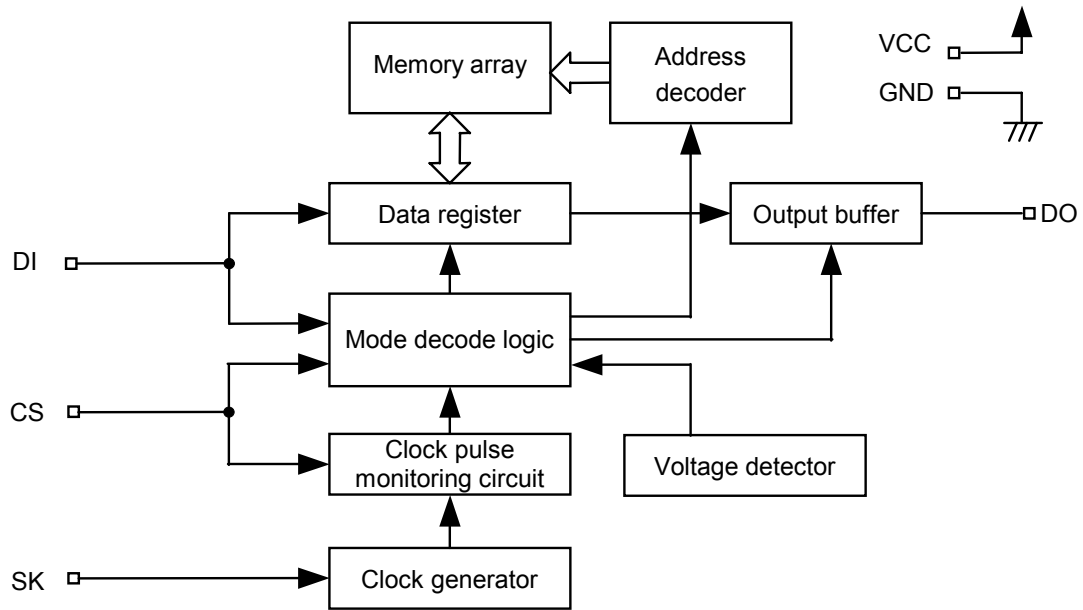 Memory array
Address
decoder
VCC
GND
Data register
Output buffer
DO
DI
Mode decode logic
CS
Clock pulse
monitoring circuit
Voltage detector
SK
Clock generator